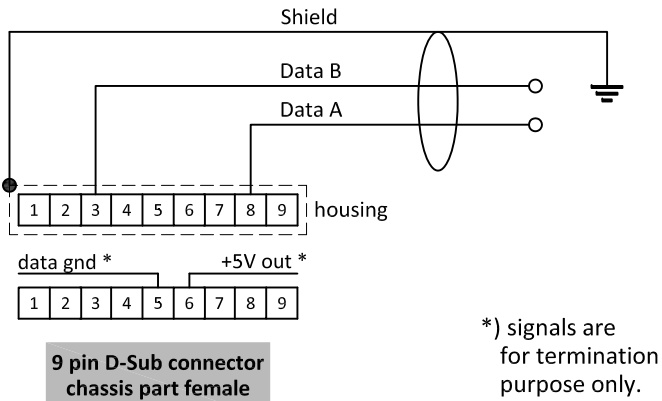 Shield
Data B
Data A
1 2 3 4 5 6 7 8 9 housing
data gnd * +5V out *
1 2 3 4 5 6 7 8 9
*) signals are
for termination
purpose only.
9 pin D-Sub connector
chassis part female